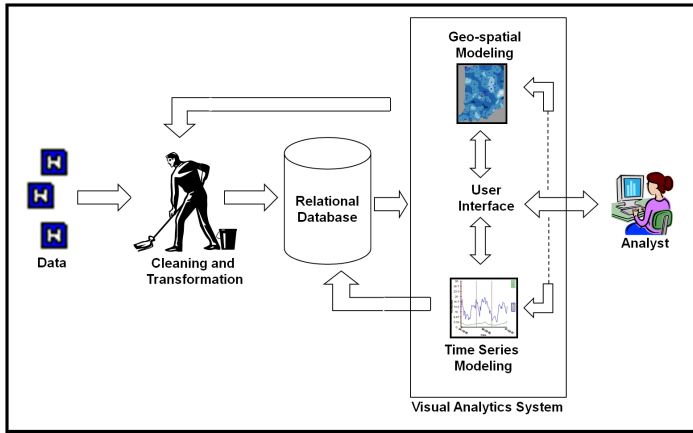 Geo-spatial
Modeling
H
H
H
Data
Cleaning and
Transformation
Relational
Database
User
Interface
Analyst
Time Series
Modeling
Visual Analytics System